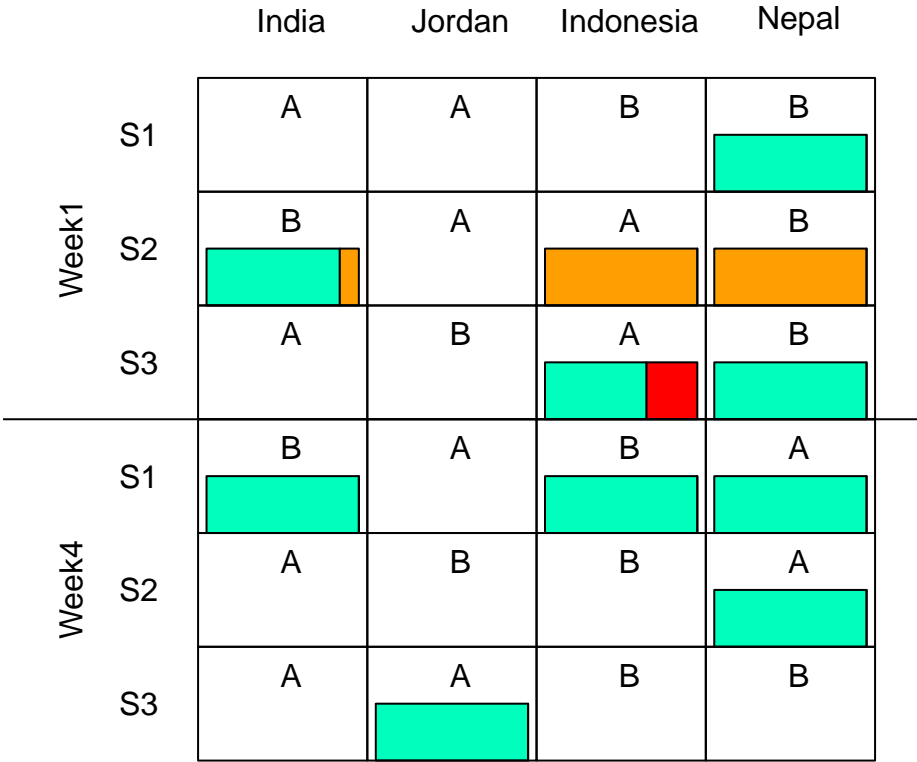 India Jordan Indonesia Nepal
Week1
S1 A A B B
S2 B A A B
S3 A B A B
Week4
S1 B A B A
S2 A B B A
S3 A A B B